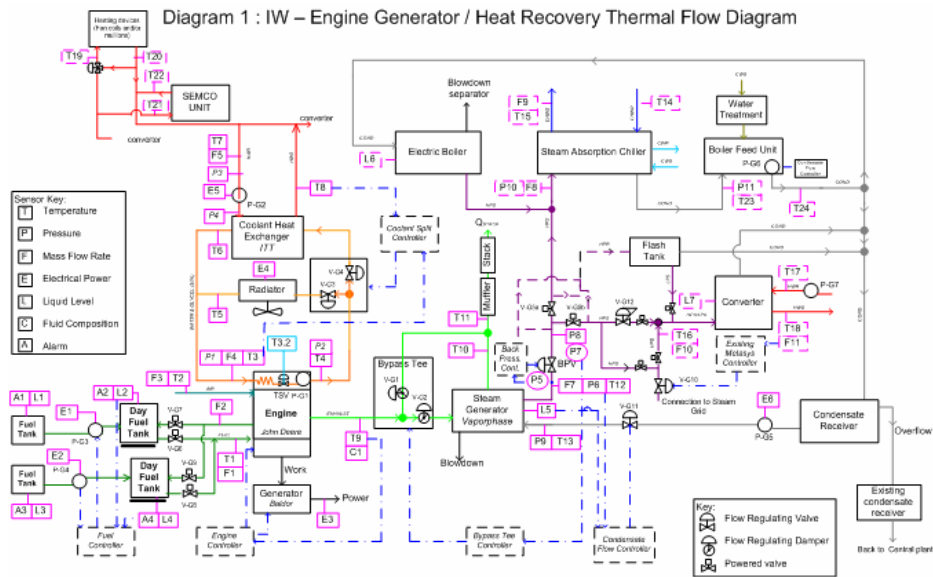 Diagram 1 : IW – Engine Generator / Heat Recovery Thermal Flow Diagram
Heating devices
(Fan coils and/or
mullions)
T19
T20
T22
T21
SEMCO
UNIT
converter
converter
Blowdown
separator
F9
T15
T14
Water
Treatment
COND
Electric Boiler
L6
Steam Absorption Chiller
Boiler Feed Unit
P-G6
T7
F5
P3
E5
P4
P-G2
T8
P10
F8
P11
T23
T24
COND
Sensor Key:
T
Temperature
P
Pressure
F
Mass Flow Rate
E
Electrical Power
L
Liquid Level
C
Fluid Composition
A
Alarm
Coolant Heat
Exchanger
ITT
T6
Coolant Split
Controller
E4
Radiator
V-G4
V-G3
T5
Stack
Muffler
Flash
Tank
L7
Converter
T17
P-G7
T18
F11
T16
F10
Existing
Metasys
Controller
V-G12
T11
T10
P8
P7
BPV
Back
Press.
Cont.
P5
F7
P6
T12
V-G10
Connection to Steam
Grid
P1
F4
T3
T3.2
P2
T4
TSV
P-G1
Engine
John Deere
Bypass Tee
V-G1
V-G2
Steam
Generator
Vaporphase
L5
P9
T13
V-G11
E6
P-G5
Condensate
Receiver
Overflow
F3
T2
A1
L1
E1
A2
L2
Fuel
Tank
P-G3
Day
Fuel
Tank
V-G7
V-G6
F2
T1
F1
T9
C1
E2
P-G4
Fuel
Tank
A3
L3
Day
Fuel
Tank
A4
L4
Work
Generator
Baldor
Power
E3
Blowdown
Fuel
Controller
Engine
Controller
Bypass Tee
Controller
Condensate
Flow Controller
Existing
condensate
receiver
Back to Central plant
Key:
Flow Regulating Valve
Flow Regulating Damper
Powered valve